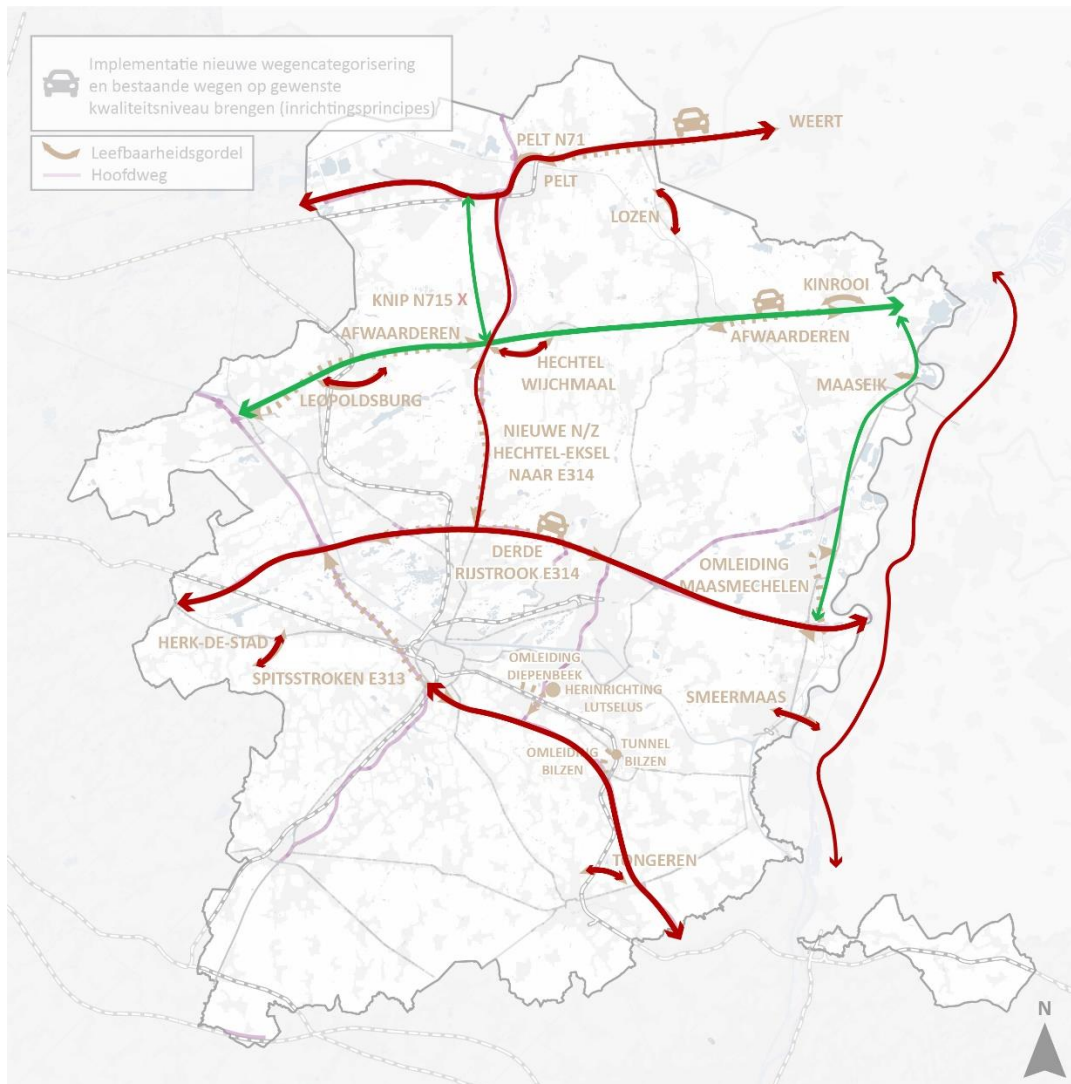 Implementatie nieuwe wegencategorisering
en bestaande wegen op gewenste
kwaliteitsniveau brengen (inrichtingsprincipes)
Leefbaarheidsgordel
Hoofdweg
WEERT
PELT N71
PELT
LOZEN
KINROOI
KNIP N715 X
AFWAARDEREN
AFWAARDEREN
HECHTEL
WIJCHMAAL
MAASEIK
LEOPOLDSBURG
NIEUWE N/Z
HECHTEL-EKSEL
NAAR E314
DERDE
RIJSTROOK E314
OMLEIDING
MAASMECHELEN
HERK-DE-STAD
SPITSSTROKEN E313
OMLEIDING
DIEPENBEEK
HERINRICHTING
LUTSELUS
SMEERMAAS
OMLEIDING
BILZEN
TUNNEL
BILZEN
TONGEREN
N